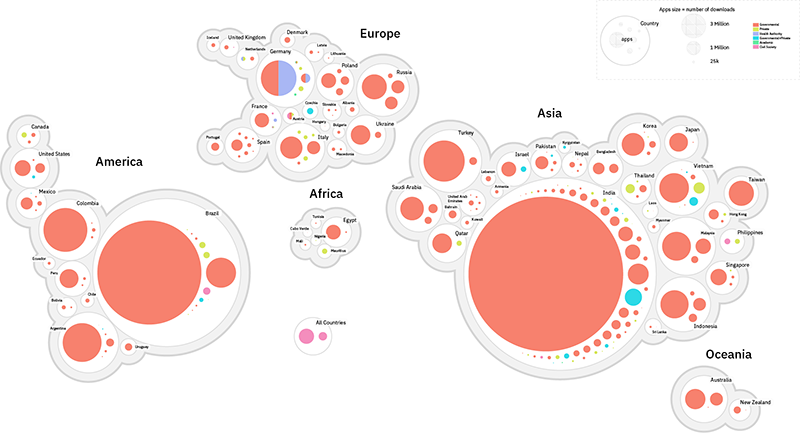 Apps size = number of downloads
Country
apps
3 Million
1 Million
25k
Governmental
Private
Health Authority
Governmental+Private
Academic
Civil Society
Europe
Iceland
United Kingdom
Netherlands
Denmark
Latvia
Lithuania
Germany
Poland
Russia
France
Austria
Czechia
Slovakia
Albania
Hungary
Bulgaria
Ukraine
Portugal
Spain
Italy
Macedonia
America
Canada
United States
Mexico
Colombia
Brazil
Ecuador
Peru
Bolivia
Chile
Argentina
Uruguay
Africa
Tunisia
Cabo Verde
Egypt
Nigeria
Mali
Mauritius
All Countries
Asia
Turkey
Lebanon
Israel
Armenia
Pakistan
Kyrgyzstan
Nepal
Bangladesh
Korea
Japan
Saudi Arabia
United Arab
Emirates
Bahrain
Kuwait
Qatar
India
Thailand
Laos
Myanmar
Vietnam
Taiwan
Hong Kong
Malaysia
Philippines
Singapore
Indonesia
Sri Lanka
Oceania
Australia
New Zealand